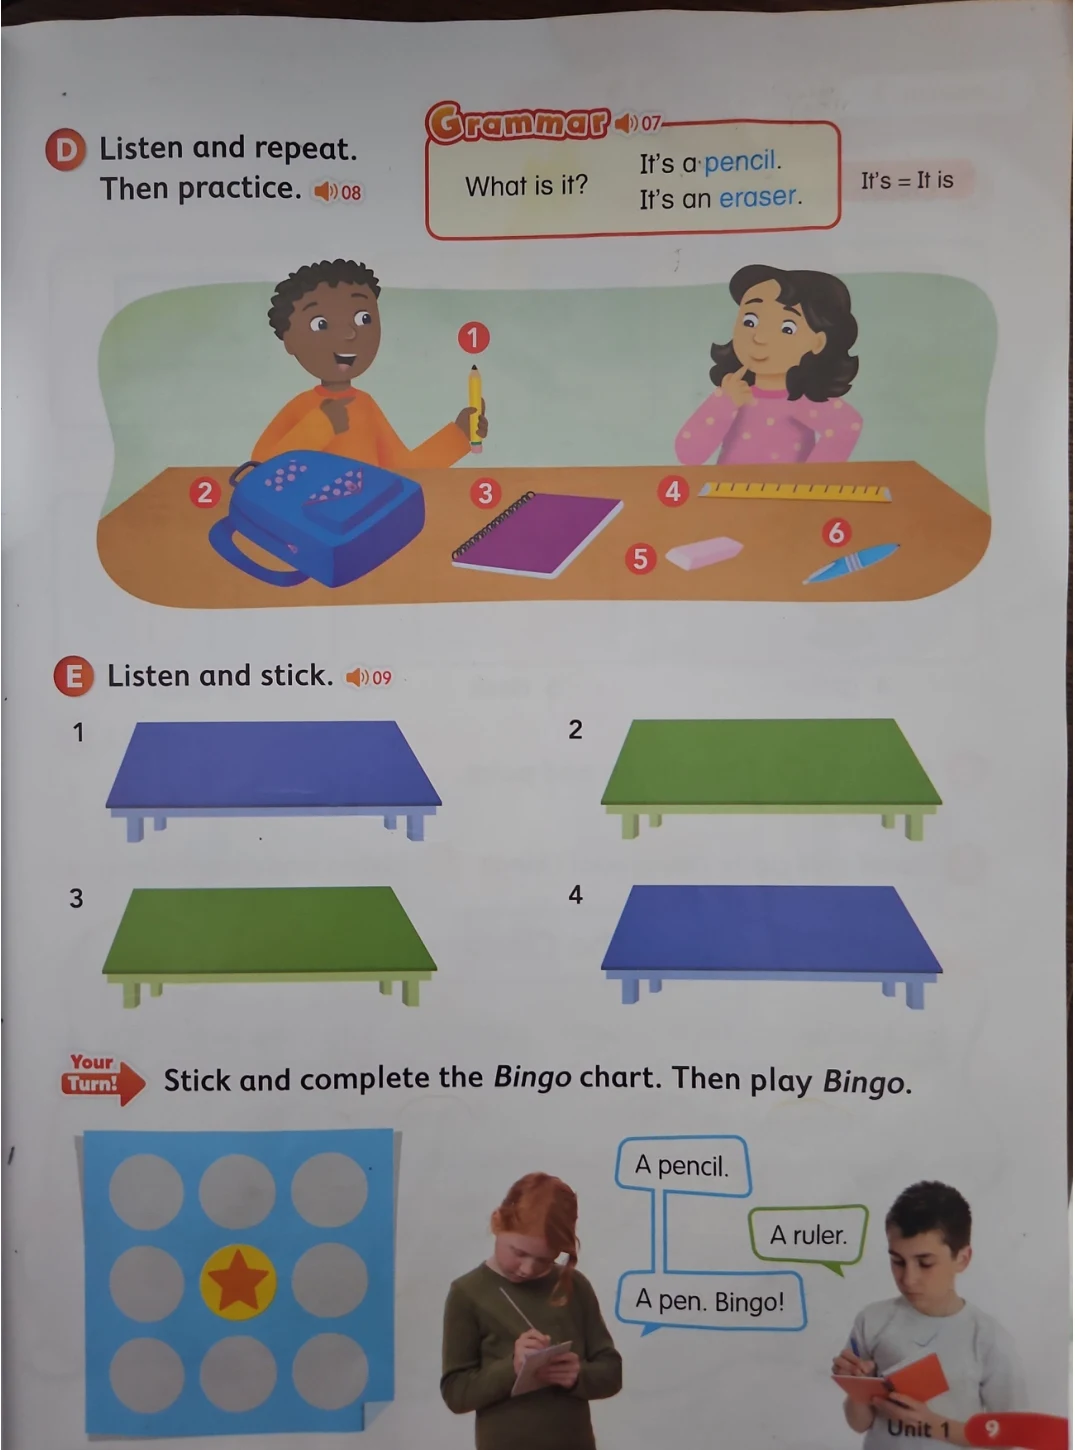 D Listen and repeat.
Then practice. 08
Grammar 07
What is it?
It's a pencil.
It's an eraser.
It's = It is
1
2
3
4
5
6
E Listen and stick. 09
1
2
3
4
Your Turn!
Stick and complete the Bingo chart. Then play Bingo.
A pencil.
A ruler.
A pen. Bingo!
Unit 1 9